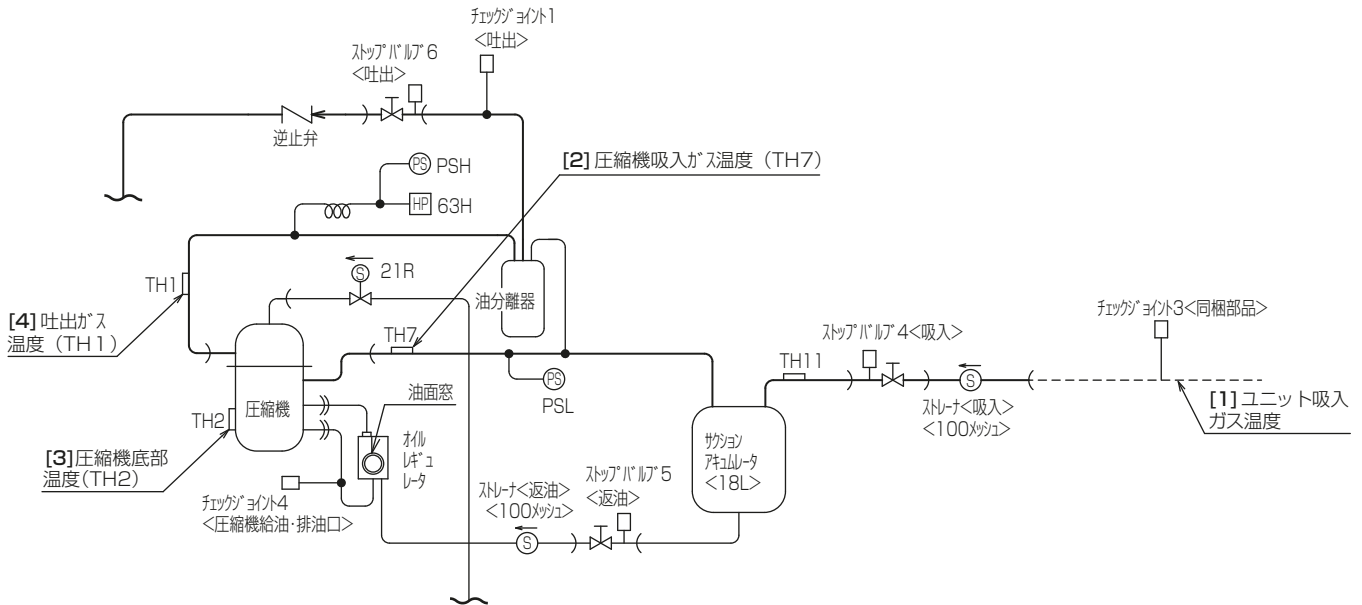 チェックジョイント1
<吐出>
ストップバルブ6
<吐出>
逆止弁
PS
PSH
[2]圧縮機吸入ガス温度（TH7）
HP
63H
S
21R
TH1
油分離器
[4]吐出ガス
温度（TH1）
TH7
チェックジョイント3<同梱部品>
ストップバルブ4<吸入>
TH11
S
PS
PSL
油面窓
圧縮機
TH2
ストレーナ<吸入>
<100メッシュ>
[1]ユニット吸入
ガス温度
オイル
レギュ
レータ
サクション
アキュムレータ
<18L>
[3]圧縮機底部
温度(TH2)
ストップバルブ5
<返油>
ストレーナ<返油>
<100メッシュ>
チェックジョイント4
<圧縮機給油・排油口>
S